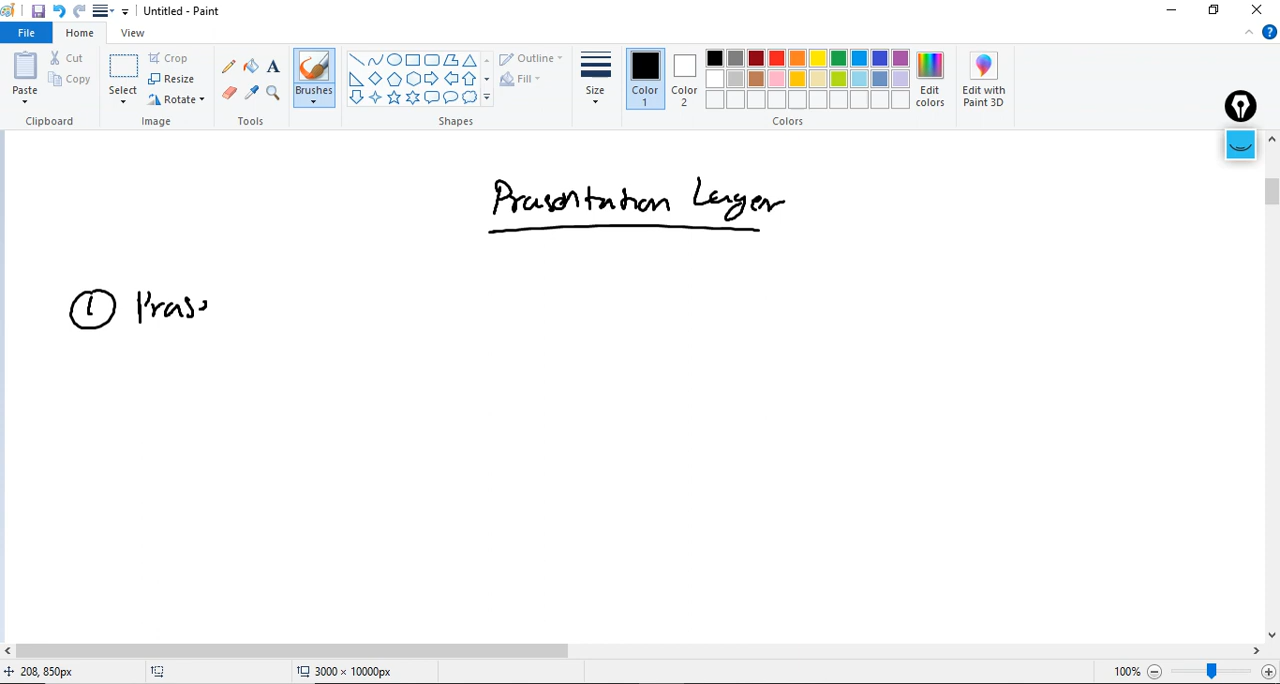 Untitled - Paint
File Home View
Paste Cut Copy Select Crop Resize Rotate A Brushes Outline Fill Size Color 1 Color 2 Edit colors Edit with Paint 3D
Clipboard Image Tools Shapes Colors
Prasentation Layer
① Pras
208, 850px 3000 × 10000px 100%